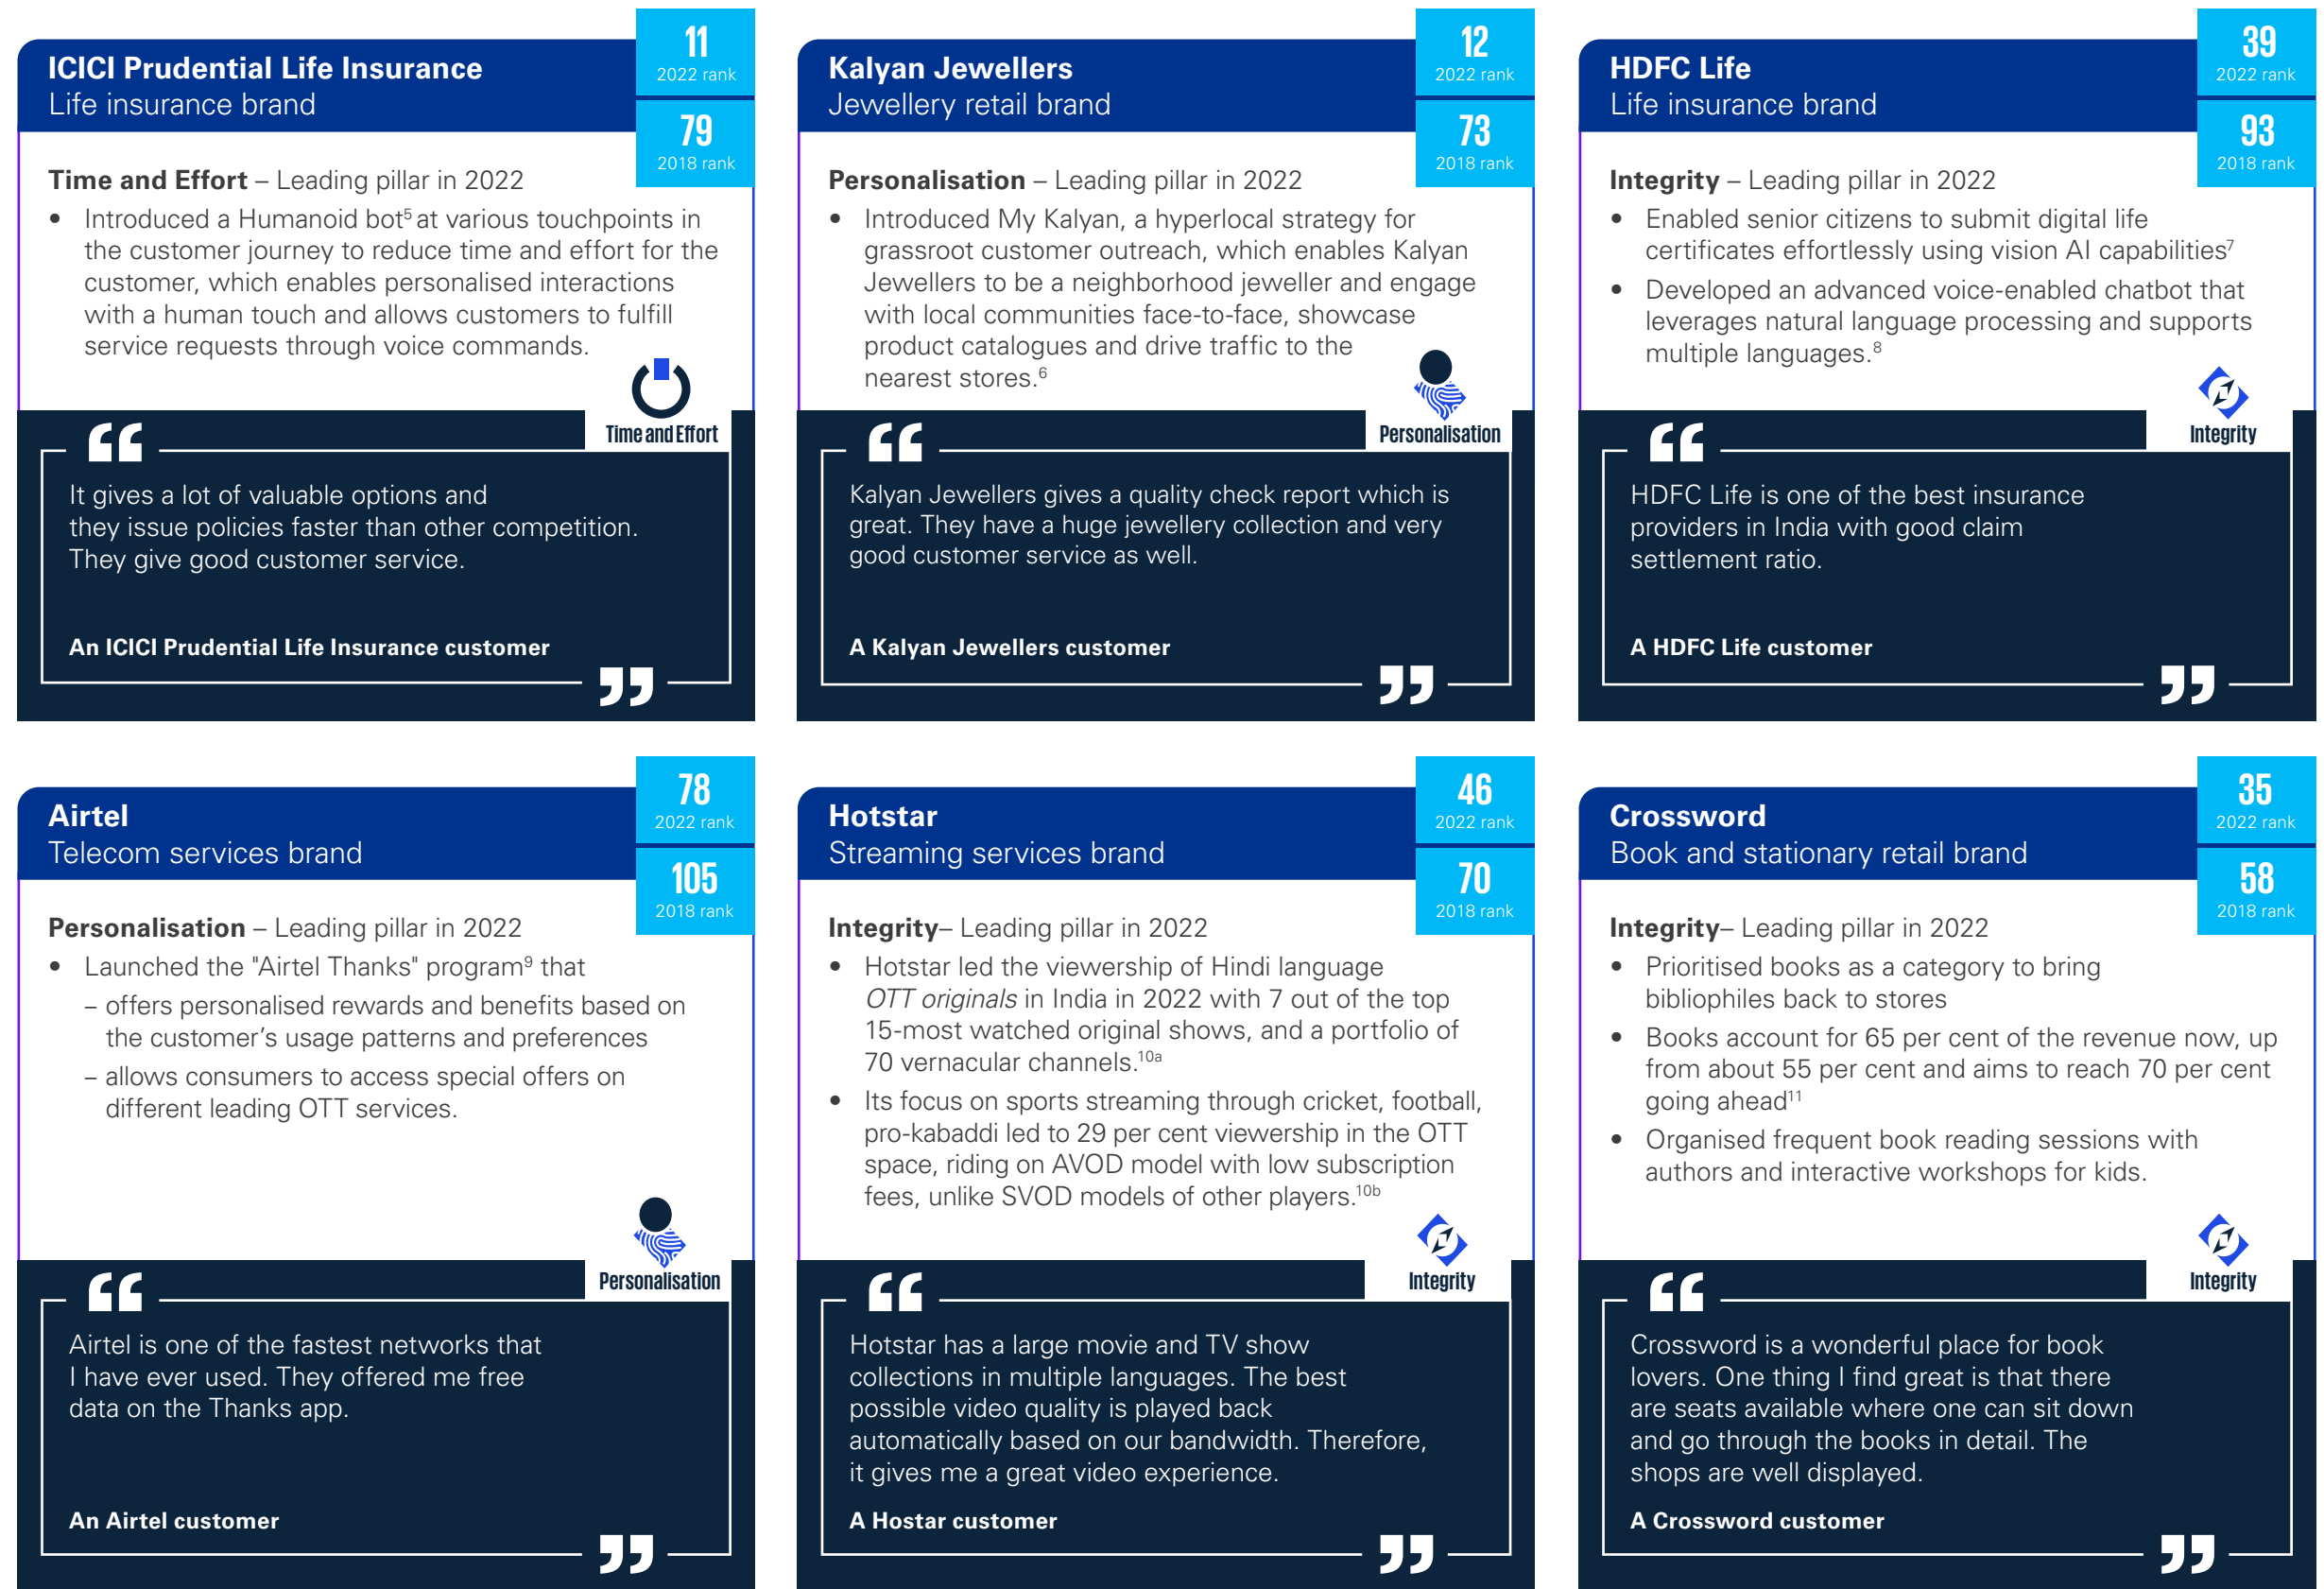 ICICI Prudential Life Insurance
Life insurance brand
11
2022 rank
79
2018 rank
Time and Effort – Leading pillar in 2022
• Introduced a Humanoid bot5 at various touchpoints in
the customer journey to reduce time and effort for the
customer, which enables personalised interactions
with a human touch and allows customers to fulfill
service requests through voice commands.
Time and Effort
“
It gives a lot of valuable options and
they issue policies faster than other competition.
They give good customer service.
An ICICI Prudential Life Insurance customer
”
Kalyan Jewellers
Jewellery retail brand
12
2022 rank
73
2018 rank
Personalisation – Leading pillar in 2022
• Introduced My Kalyan, a hyperlocal strategy for
grassroot customer outreach, which enables Kalyan
Jewellers to be a neighborhood jeweller and engage
with local communities face-to-face, showcase
product catalogues and drive traffic to the
nearest stores.6
Personalisation
“
Kalyan Jewellers gives a quality check report which is
great. They have a huge jewellery collection and very
good customer service as well.
A Kalyan Jewellers customer
”
HDFC Life
Life insurance brand
39
2022 rank
93
2018 rank
Integrity – Leading pillar in 2022
• Enabled senior citizens to submit digital life
certificates effortlessly using vision AI capabilities7
• Developed an advanced voice-enabled chatbot that
leverages natural language processing and supports
multiple languages.8
Integrity
“
HDFC Life is one of the best insurance
providers in India with good claim
settlement ratio.
A HDFC Life customer
”
Airtel
Telecom services brand
78
2022 rank
105
2018 rank
Personalisation – Leading pillar in 2022
• Launched the "Airtel Thanks" program9 that
– offers personalised rewards and benefits based on
the customer’s usage patterns and preferences
– allows consumers to access special offers on
different leading OTT services.
Personalisation
“
Airtel is one of the fastest networks that
I have ever used. They offered me free
data on the Thanks app.
An Airtel customer
”
Hotstar
Streaming services brand
46
2022 rank
70
2018 rank
Integrity– Leading pillar in 2022
• Hotstar led the viewership of Hindi language
OTT originals in India in 2022 with 7 out of the top
15-most watched original shows, and a portfolio of
70 vernacular channels.10a
• Its focus on sports streaming through cricket, football,
pro-kabaddi led to 29 per cent viewership in the OTT
space, riding on AVOD model with low subscription
fees, unlike SVOD models of other players.10b
Integrity
“
Hotstar has a large movie and TV show
collections in multiple languages. The best
possible video quality is played back
automatically based on our bandwidth. Therefore,
it gives me a great video experience.
A Hostar customer
”
Crossword
Book and stationary retail brand
35
2022 rank
58
2018 rank
Integrity– Leading pillar in 2022
• Prioritised books as a category to bring
bibliophiles back to stores
• Books account for 65 per cent of the revenue now, up
from about 55 per cent and aims to reach 70 per cent
going ahead11
• Organised frequent book reading sessions with
authors and interactive workshops for kids.
Integrity
“
Crossword is a wonderful place for book
lovers. One thing I find great is that there
are seats available where one can sit down
and go through the books in detail. The
shops are well displayed.
A Crossword customer
”